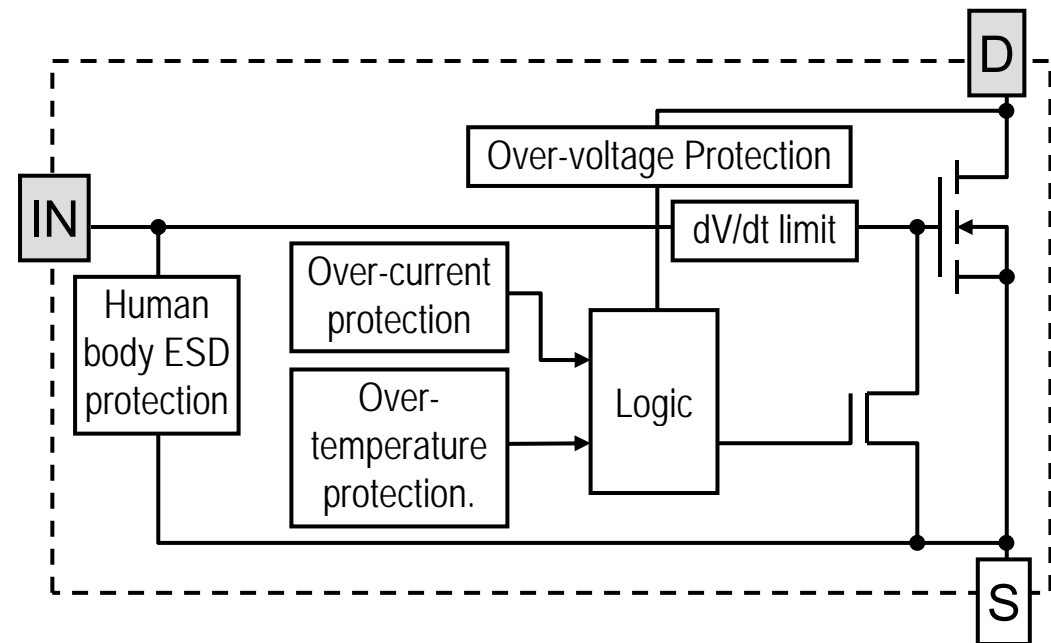 D
Over-voltage Protection
IN
dV/dt limit
Over-current
protection
Human
body ESD
protection
Over-
temperature
protection.
Logic
S